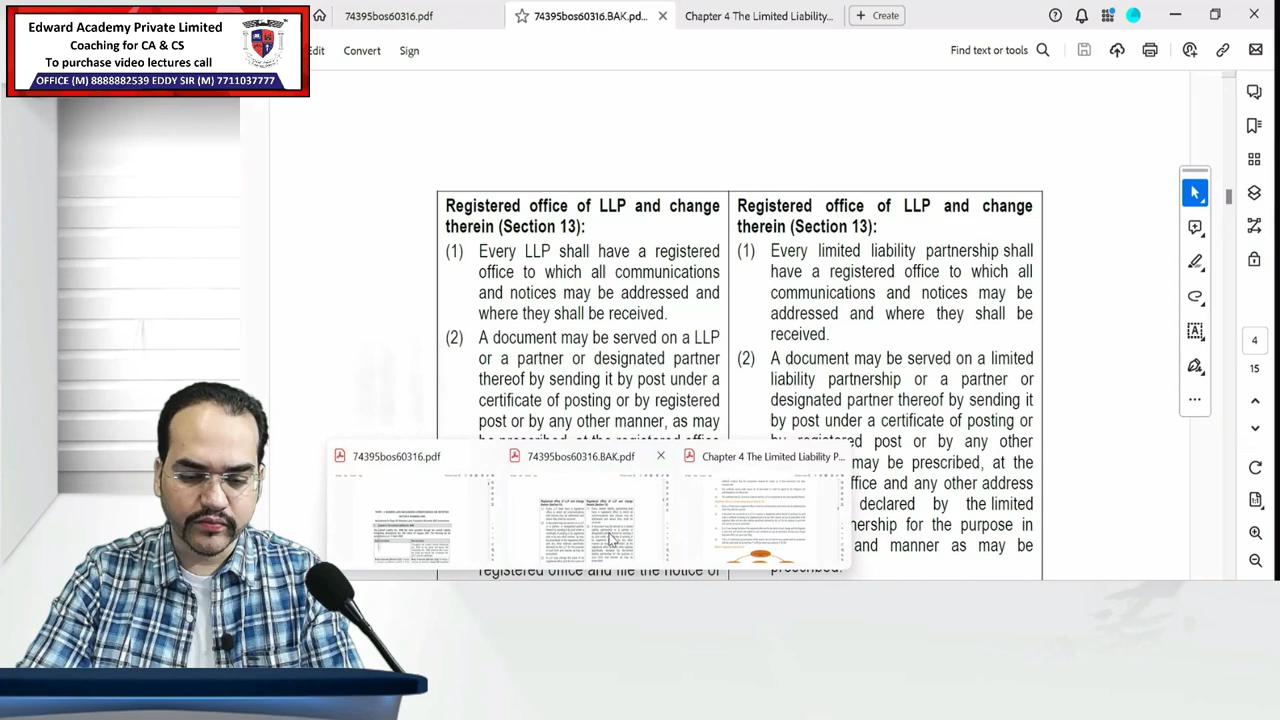 Edward Academy Private Limited
Coaching for CA & CS
To purchase video lectures call
OFFICE (M) 8888882539 EDDY SIR (M) 7711037777
74395bos60316.pdf
74395bos60316.BAK.pd...
Chapter 4 The Limited Liability...
Create
Edit
Convert
Sign
Find text or tools
Registered office of LLP and change
therein (Section 13):
(1) Every LLP shall have a registered
office to which all communications
and notices may be addressed and
where they shall be received.
(2) A document may be served on a LLP
or a partner or designated partner
thereof by sending it by post under a
certificate of posting or by registered
post or by any other manner, as may
registered office and file the notice of
Registered office of LLP and change
therein (Section 13):
(1) Every limited liability partnership shall
have a registered office to which all
communications and notices may be
addressed and where they shall be
received.
(2) A document may be served on a limited
liability partnership or a partner or
designated partner thereof by sending it
by post under a certificate of posting or
by registered post or by any other
may be prescribed, at the
ffice and any other address
declared by the limited
nership for the purpose in
and manner as may be
prescribed.
74395bos60316.pdf
74395bos60316.BAK.pdf
Chapter 4 The Limited Liability P...
4
15